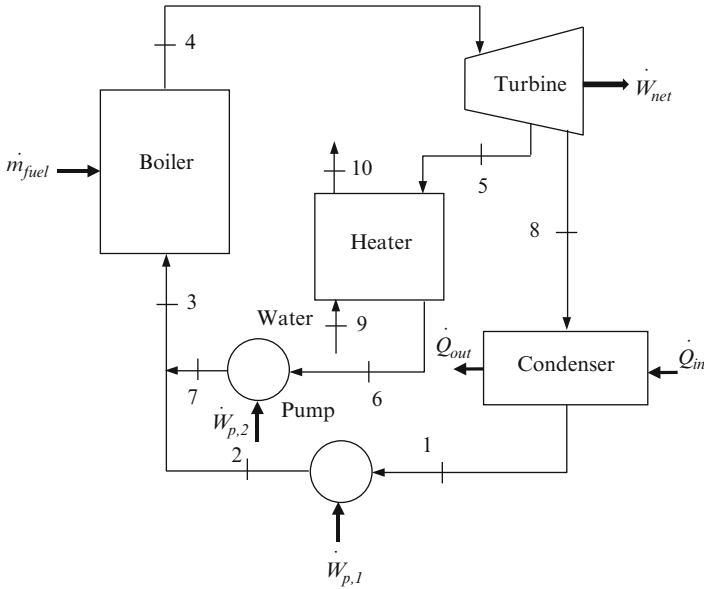 4
Turbine
Ẇnet
10
ṁfuel
Boiler
5
Heater
8
3
Water
9
Q̇out
Condenser
Q̇in
7
6
Ẇp,2
Pump
2
1
Ẇp,1